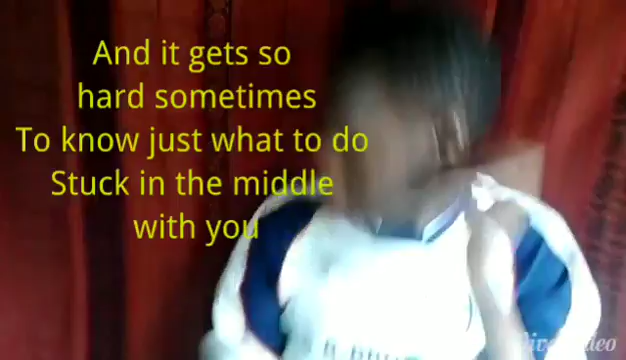 And it gets so
hard sometimes
To know just what to do
Stuck in the middle
with you